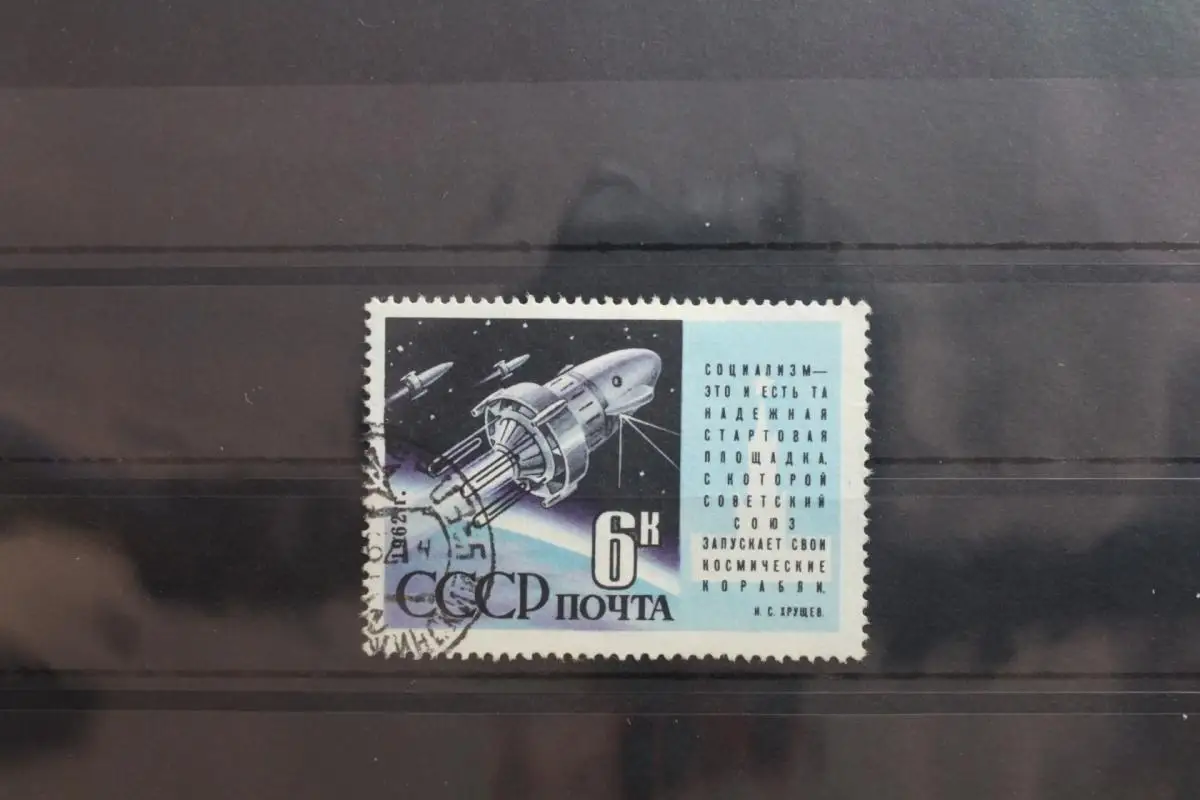 1962 г.
6К
СССР ПОЧТА
СОЦИАЛИЗМ—
ЭТО И ЕСТЬ ТА
НАДЕЖНАЯ
СТАРТОВАЯ
ПЛОЩАДКА,
С КОТОРОЙ
СОВЕТСКИЙ
СОЮЗ
ЗАПУСКАЕТ СВОИ
КОСМИЧЕСКИЕ
КОРАБЛИ.
Н. С. ХРУЩЕВ.